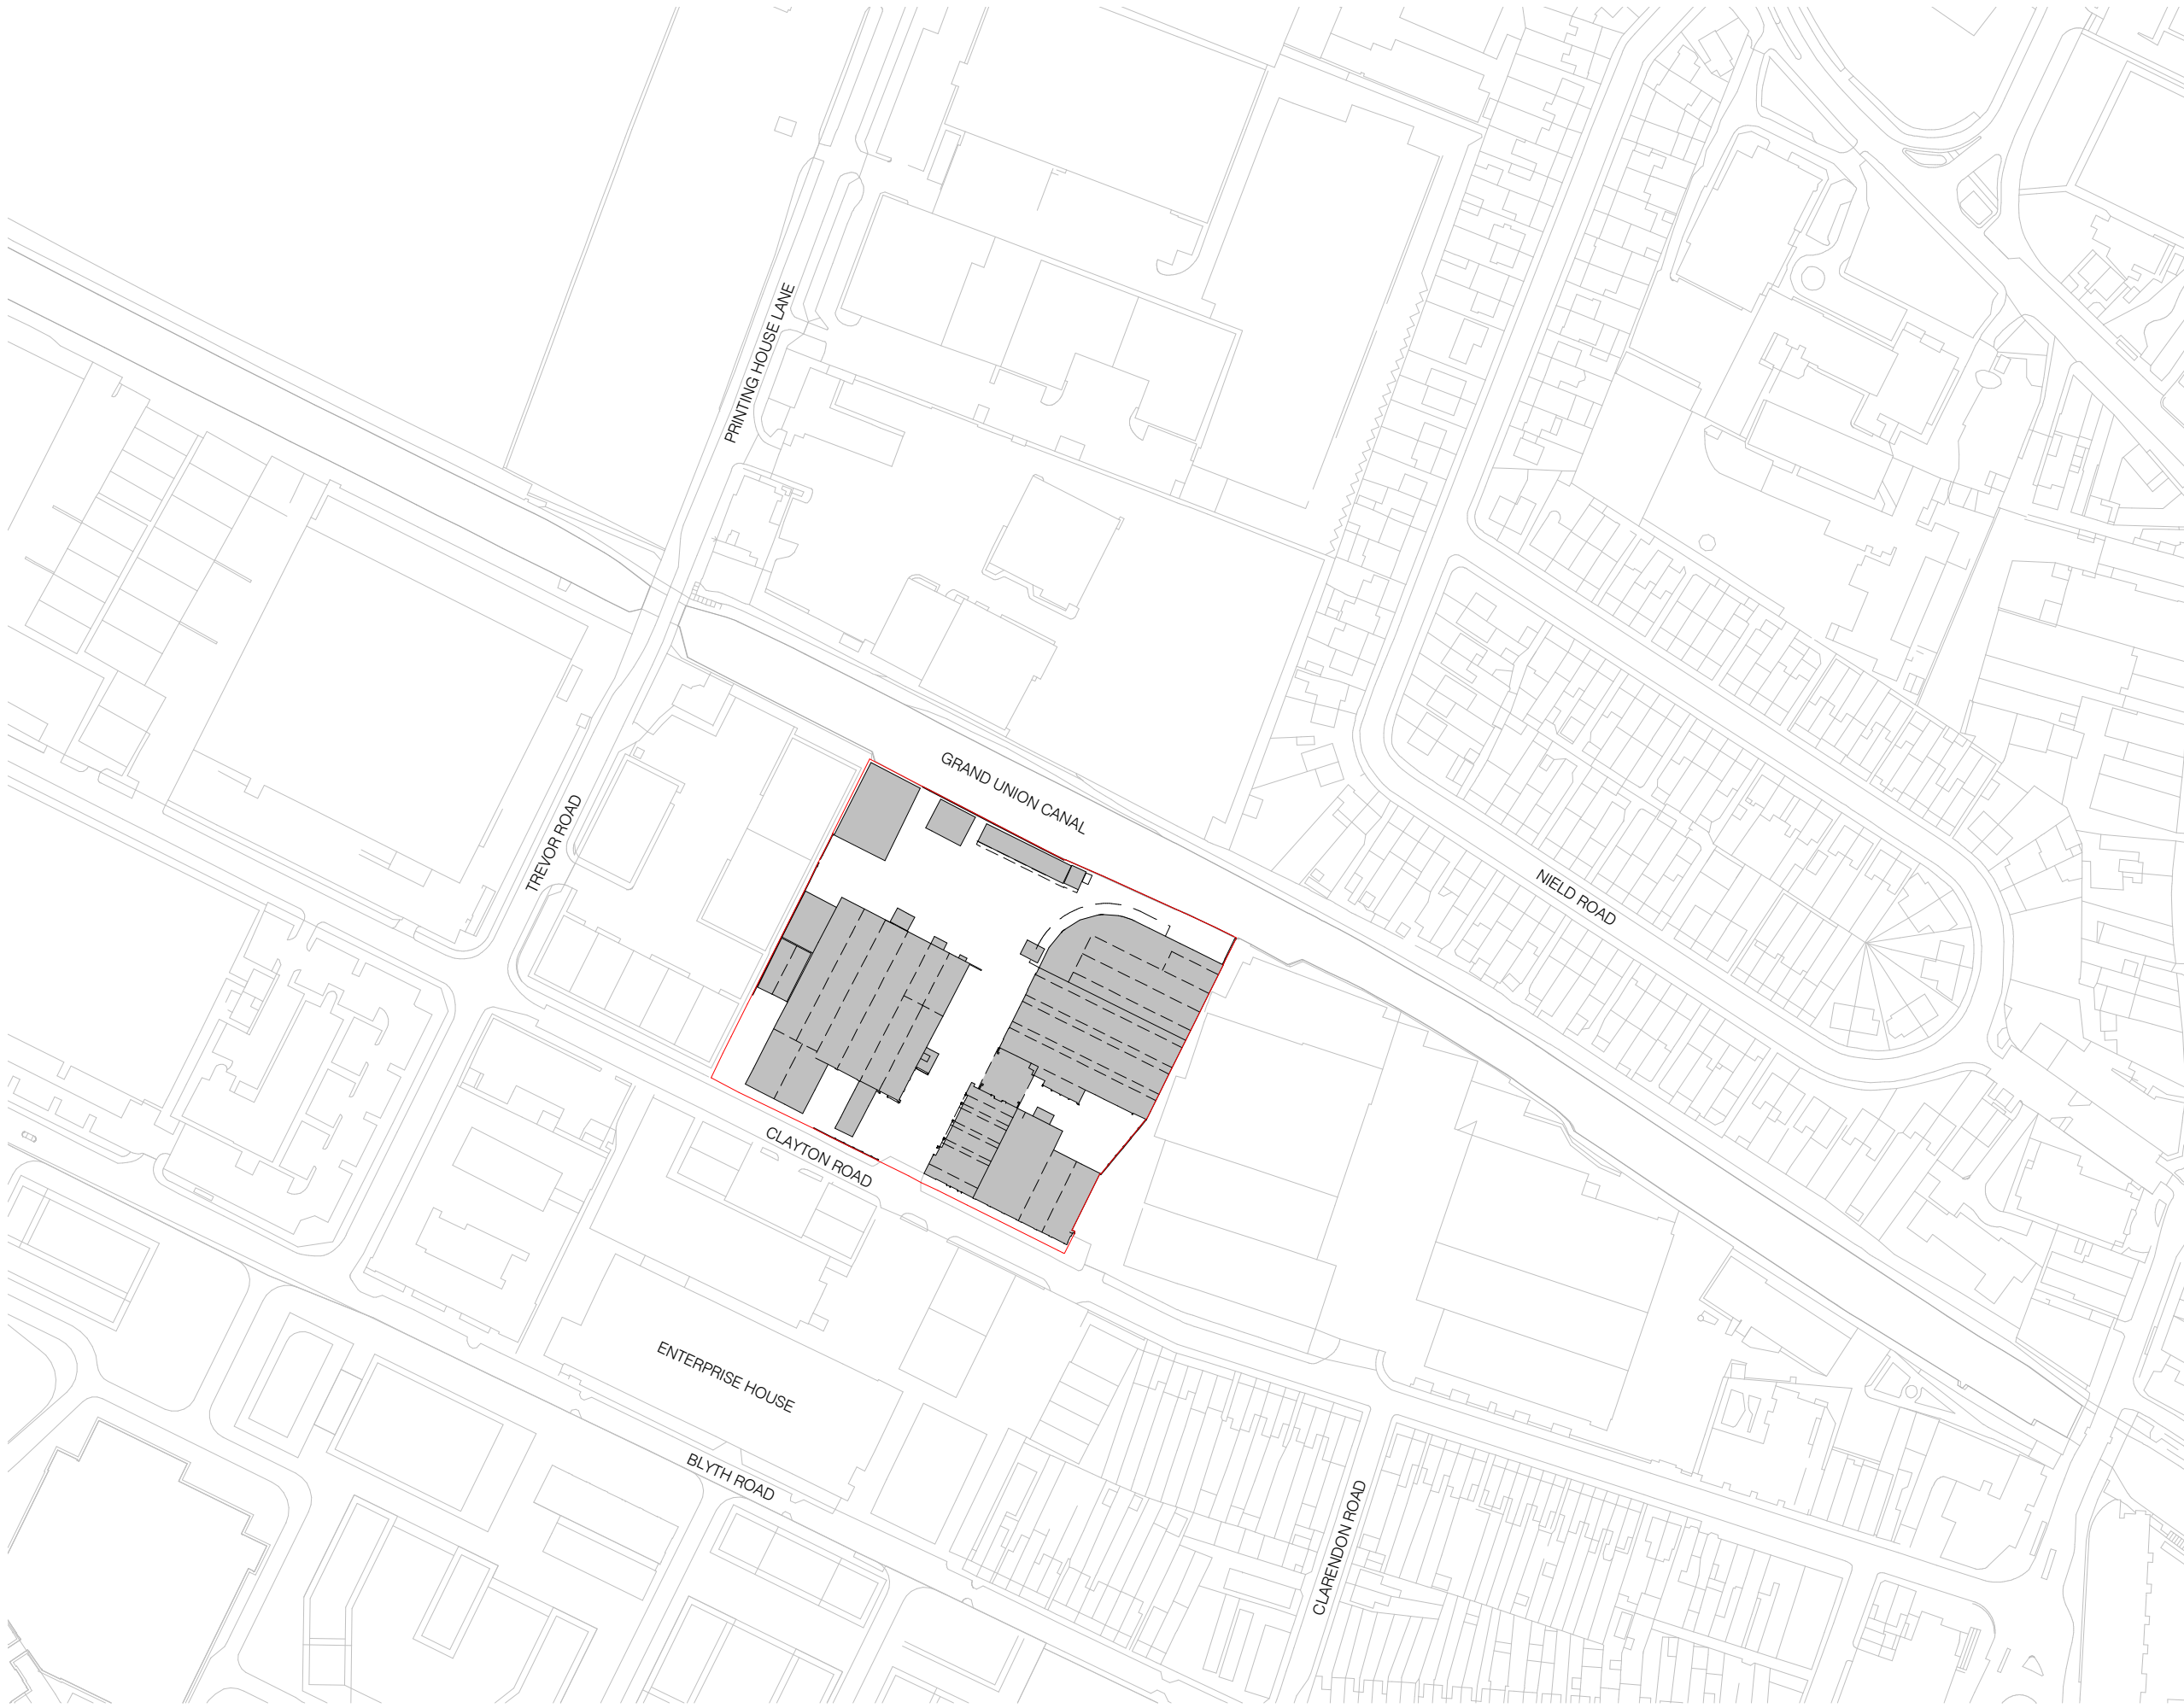 PRINTING HOUSE LANE
GRAND UNION CANAL
TREVOR ROAD
NIELD ROAD
CLAYTON ROAD
ENTERPRISE HOUSE
BLYTH ROAD
CLARENDON ROAD